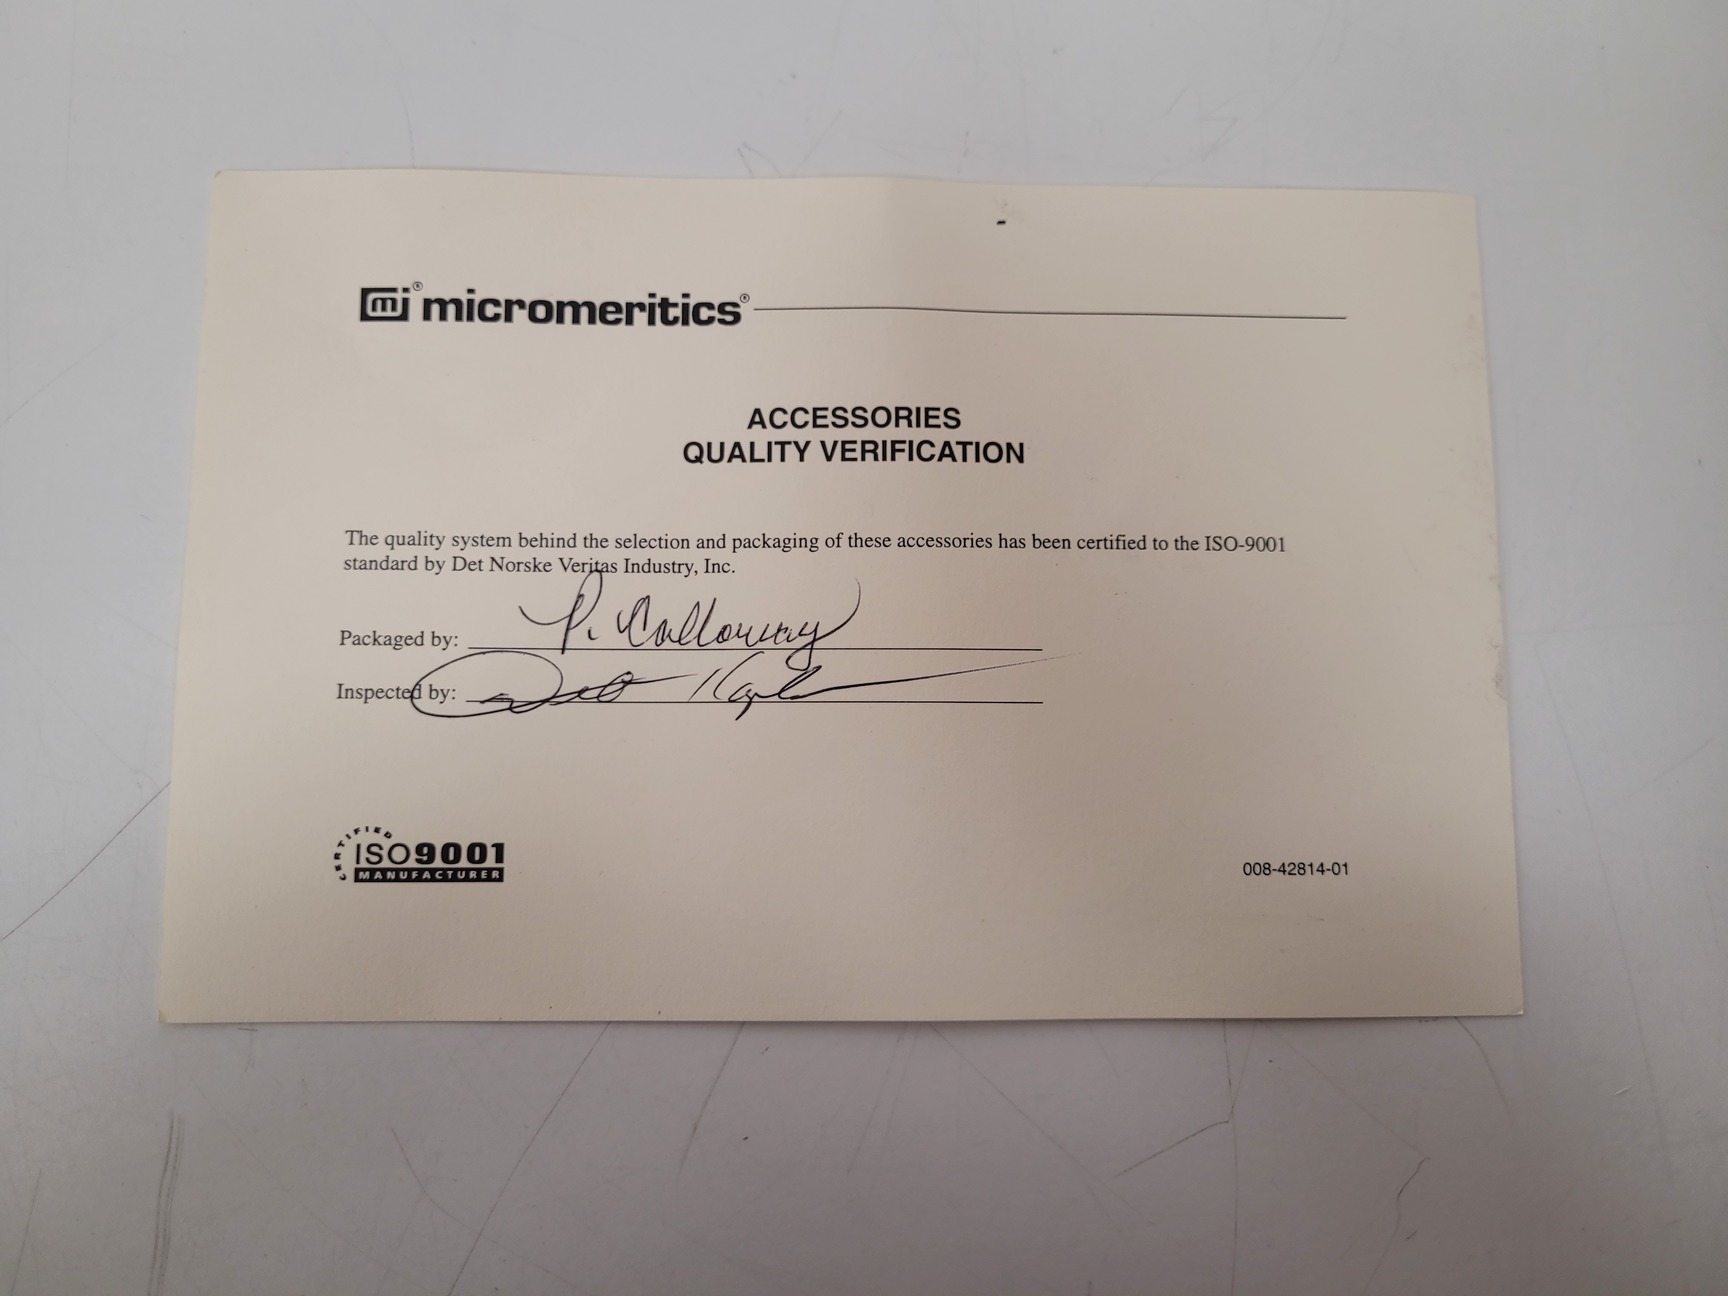 mi® micromeritics®
ACCESSORIES
QUALITY VERIFICATION
The quality system behind the selection and packaging of these accessories has been certified to the ISO-9001
standard by Det Norske Veritas Industry, Inc.
Packaged by: P. Calloway
Inspected by:
CERTIFIED
ISO9001
MANUFACTURER
008-42814-01